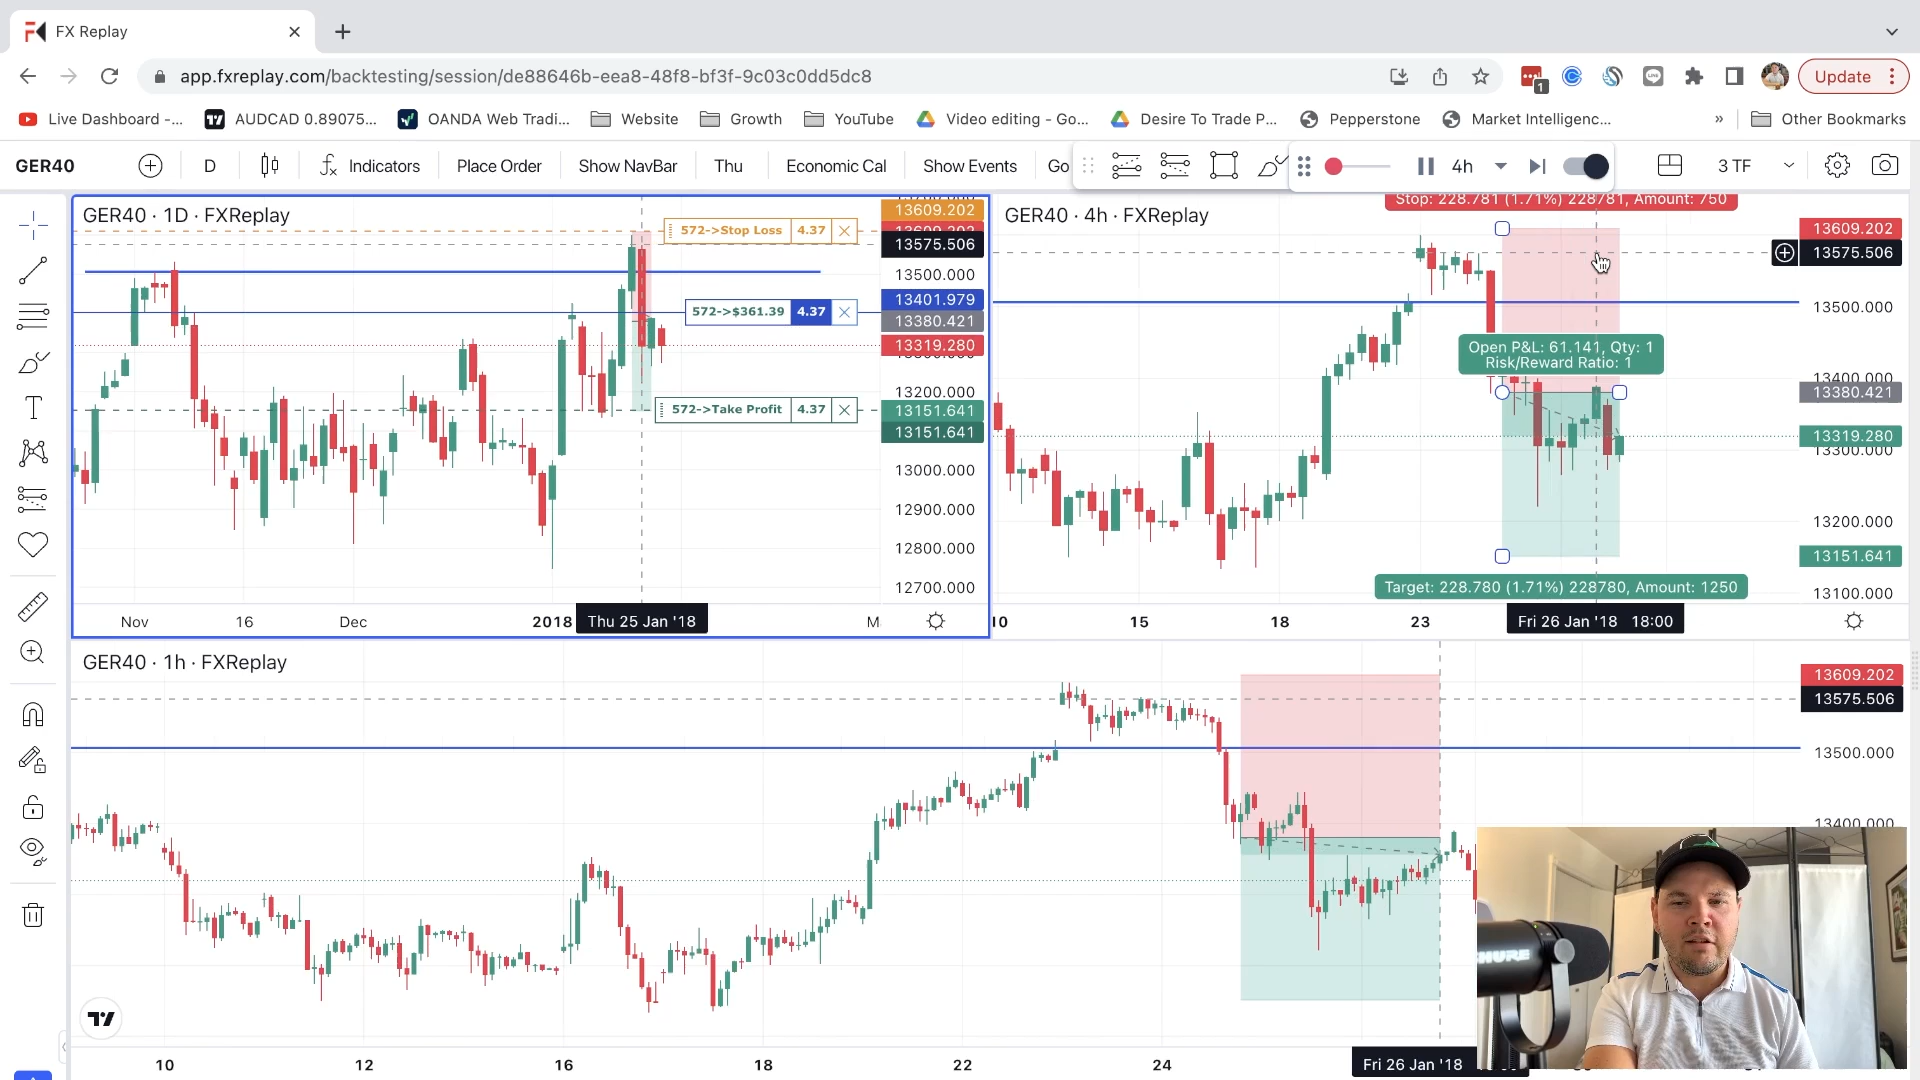 FX Replay
app.fxreplay.com/backtesting/session/de88646b-eea8-48f8-bf3f-9c03c0dd5dc8
1
Update
Live Dashboard -...
AUDCAD 0.89075...
OANDA Web Tradi...
Website
Growth
YouTube
Video editing - Go...
Desire To Trade P...
Pepperstone
Market Intelligenc...
»
Other Bookmarks
GER40
D
Indicators
Place Order
Show NavBar
Thu
Economic Cal
Show Events
Go
4h
3 TF
GER40 · 1D · FXReplay
572->Stop Loss 4.37
572->$361.39 4.37
572->Take Profit 4.37
13609.202
13575.506
13500.000
13401.979
13380.421
13319.280
13200.000
13151.641
13151.641
13000.000
12900.000
12800.000
12700.000
Nov
16
Dec
2018
Thu 25 Jan '18
M
GER40 · 4h · FXReplay
Stop: 228.781 (1.71%) 228781, Amount: 750
Open P&L: 61.141, Qty: 1
Risk/Reward Ratio: 1
Target: 228.780 (1.71%) 228780, Amount: 1250
13609.202
13575.506
13500.000
13400.000
13380.421
13319.280
13300.000
13200.000
13151.641
13100.000
10
15
18
23
Fri 26 Jan '18 18:00
GER40 · 1h · FXReplay
13609.202
13575.506
13500.000
13400.000
10
12
16
18
22
24
Fri 26 Jan '18